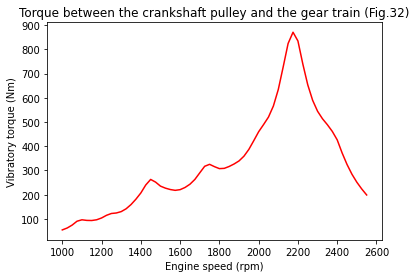 Torque between the crankshaft pulley and the gear train (Fig.32)
900
800
700
600
500
400
300
200
100
Vibratory torque (Nm)
1000 1200 1400 1600 1800 2000 2200 2400 2600
Engine speed (rpm)